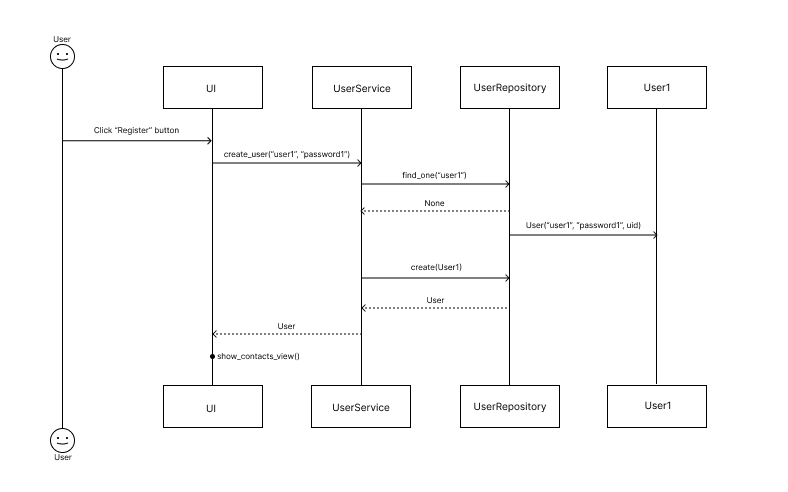 User
UI
UserService
UserRepository
User1
Click “Register” button
create_user(“user1”, “password1”)
find_one(“user1”)
None
User(“user1”, “password1”, uid)
create(User1)
User
User
show_contacts_view()
UI
UserService
UserRepository
User1
User